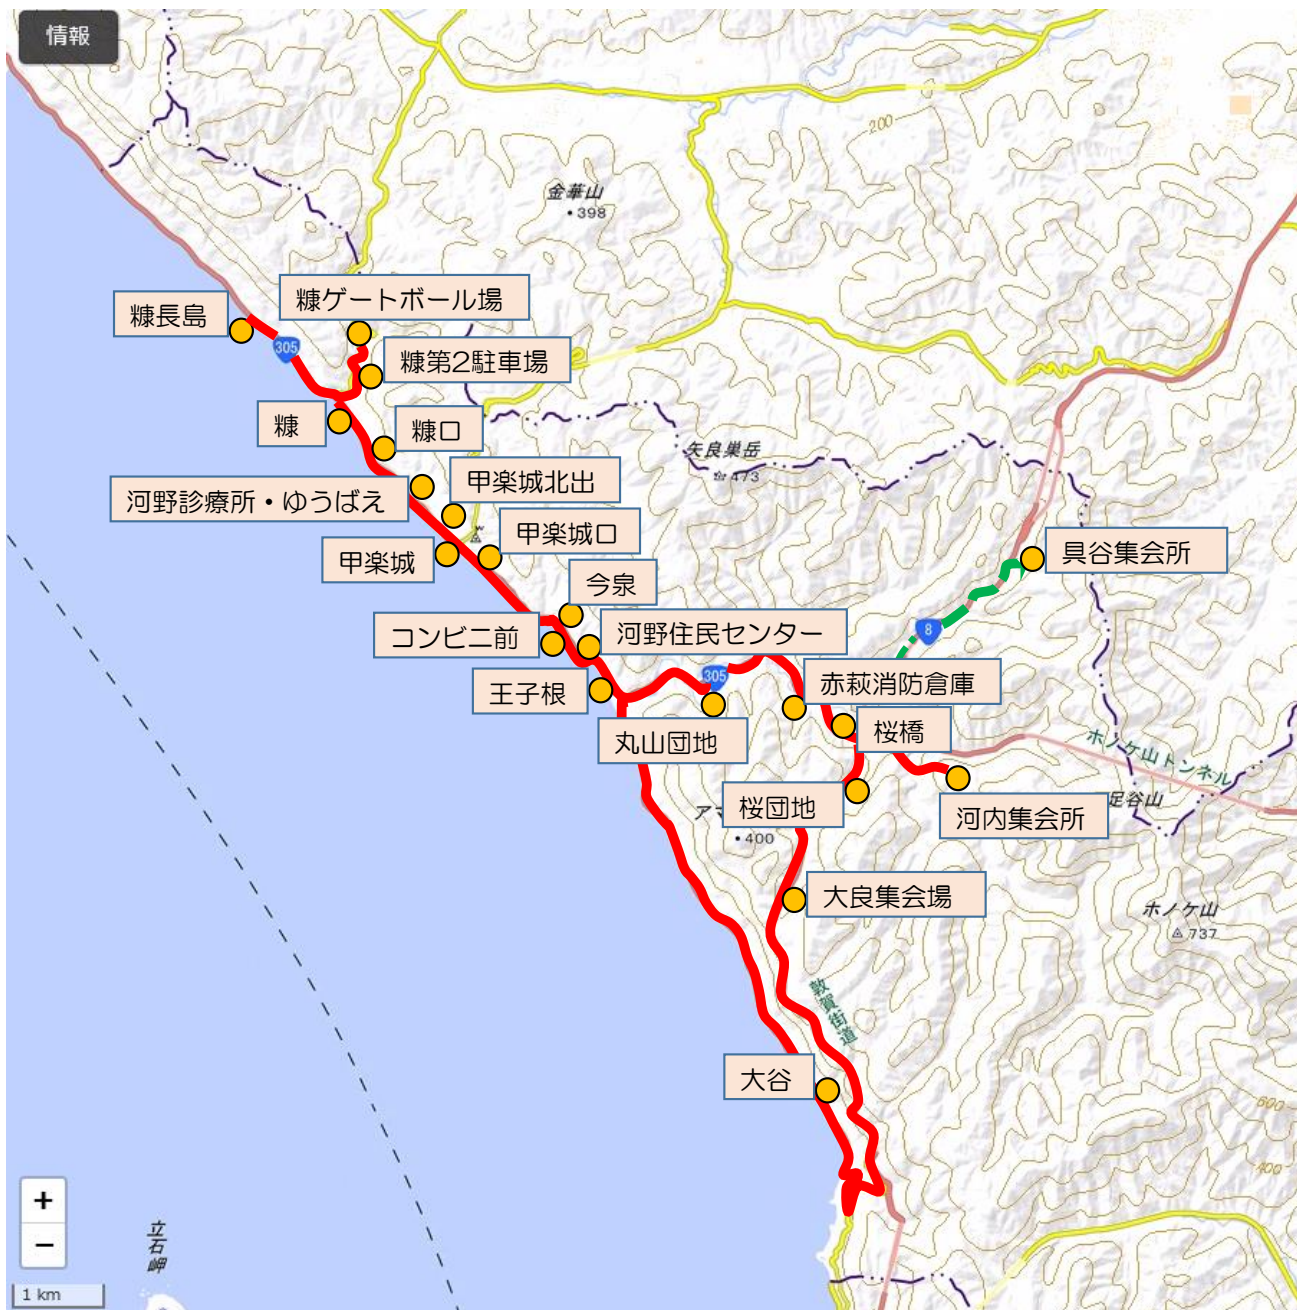 情報
200
金華山
398
糠ゲートボール場
糠長島
305
糠第2駐車場
糠
糠口
矢良巣岳
473
甲楽城北出
河野診療所・ゆうばえ
甲楽城口
甲楽城
具谷集会所
今泉
河野住民センター
コンビニ前
8
305
赤萩消防倉庫
王子根
丸山団地
桜橋
ホノケ山トンネル
桜団地
足谷山
河内集会所
400
大良集会場
ホノケ山
737
敦賀街道
大谷
600
400
+
−
立石岬
1 km